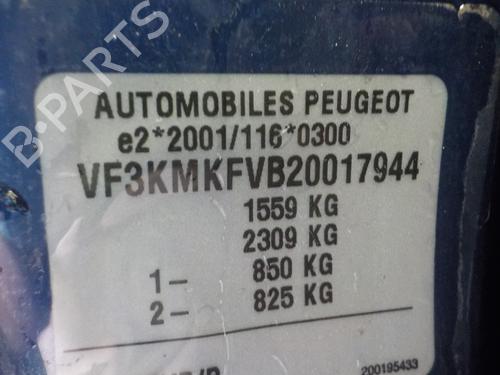 B-PARTS
AUTOMOBILES PEUGEOT
e2*2001/116*0300
VF3KMKFVB20017944
1559 KG
2309 KG
1- 850 KG
2- 825 KG
200195433